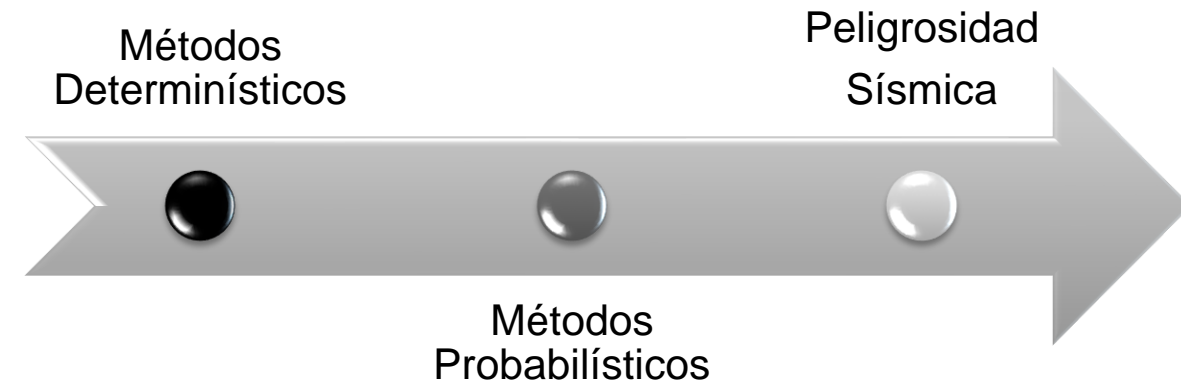 Métodos
Determinísticos
Métodos
Probabilísticos
Peligrosidad
Sísmica